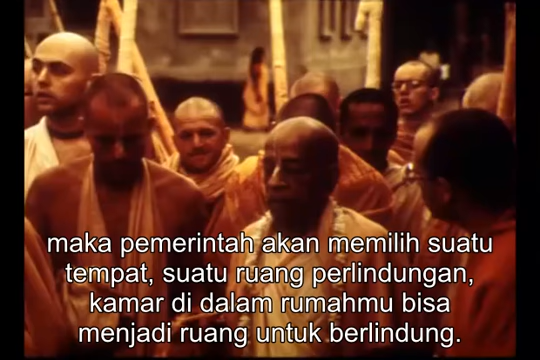 maka pemerintah akan memilih suatu
tempat, suatu ruang perlindungan,
kamar di dalam rumahmu bisa
menjadi ruang untuk berlindung.